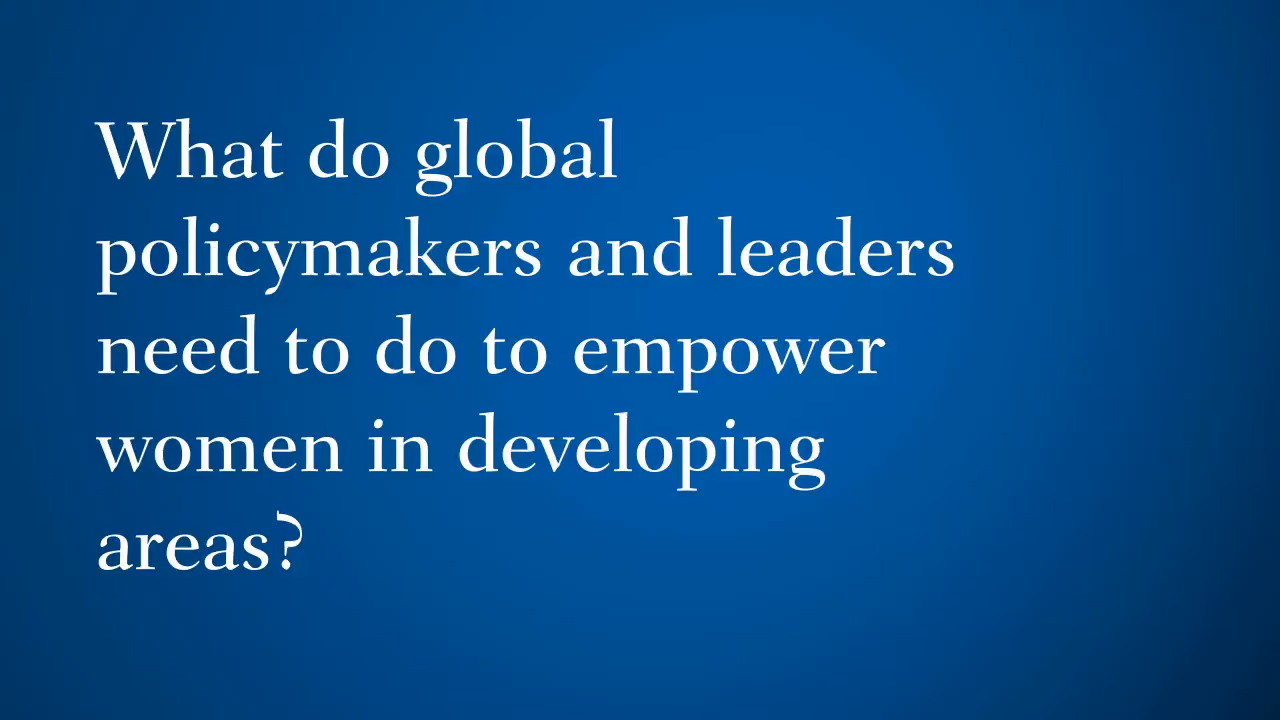 What do global
policymakers and leaders
need to do to empower
women in developing
areas?